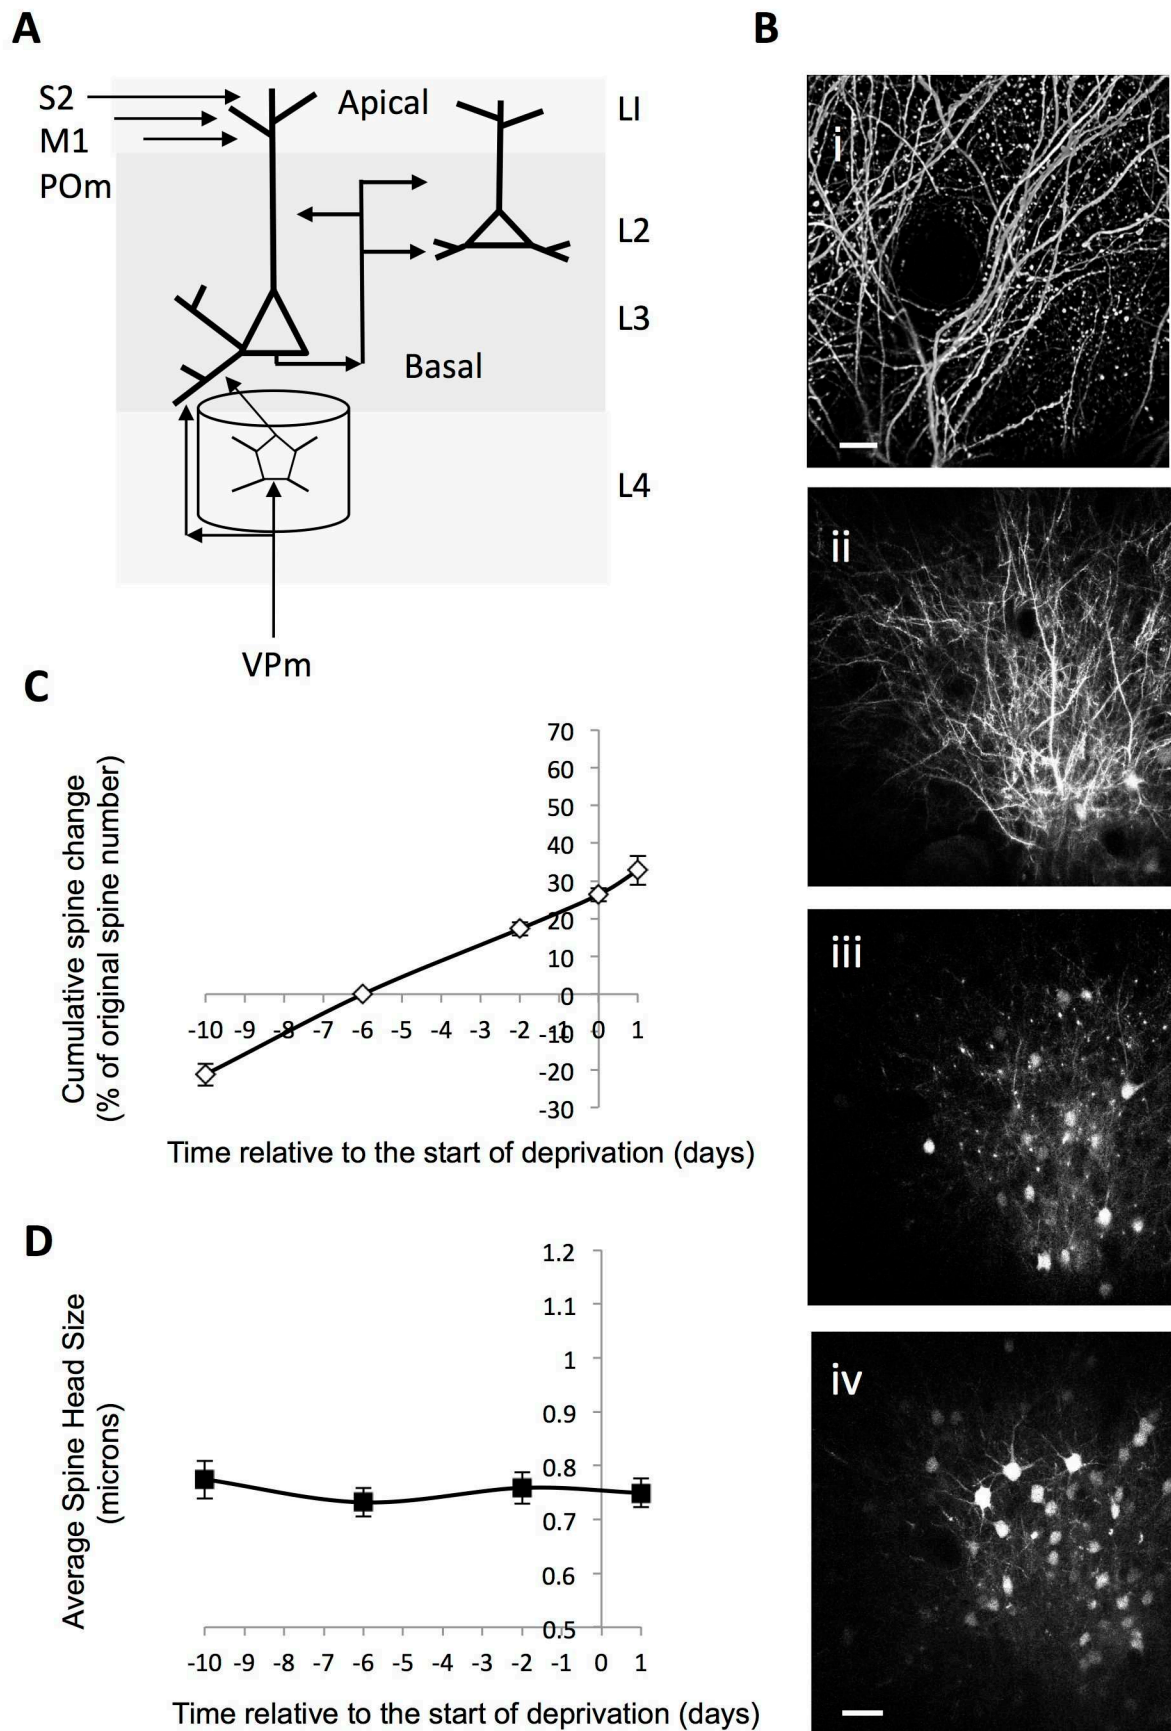 A
S2
M1
POm
Apical
Basal
LI
L2
L3
L4
VPm
B
i
ii
iii
iv
C
Cumulative spine change
(% of original spine number)
70
60
50
40
30
20
10
0
-10
-20
-30
-10 -9 -8 -7 -6 -5 -4 -3 -2 -1 0 1
Time relative to the start of deprivation (days)
D
Average Spine Head Size
(microns)
1.2
1.1
1
0.9
0.8
0.7
0.6
0.5
-10 -9 -8 -7 -6 -5 -4 -3 -2 -1 0 1
Time relative to the start of deprivation (days)